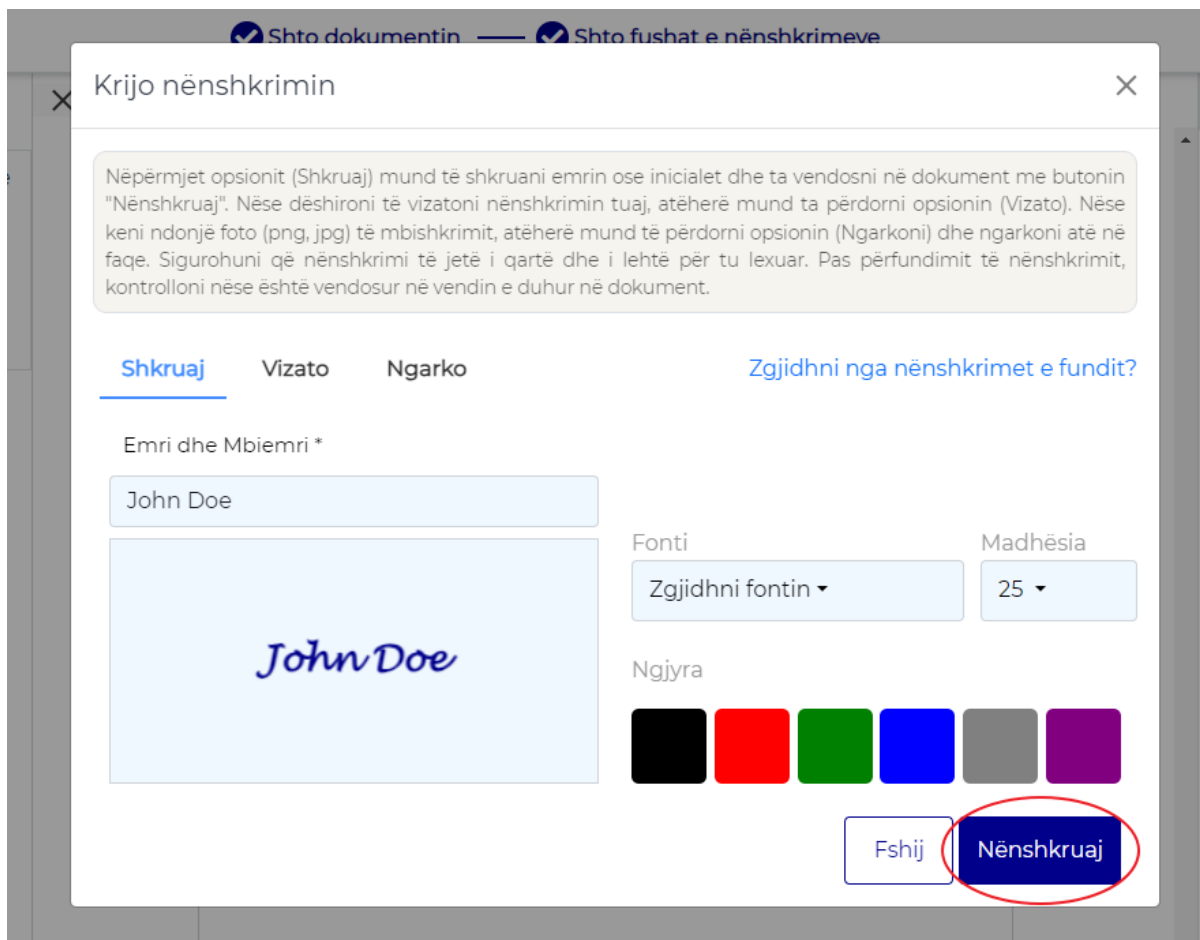 Shto dokumentin Shto fushat e nënshkrimeve
Krijo nënshkrimin
Nëpërmjet opsionit (Shkruaj) mund të shkruani emrin ose inicialet dhe ta vendosni në dokument me butonin
"Nënshkruaj". Nëse dëshironi të vizatoni nënshkrimin tuaj, atëherë mund ta përdorni opsionin (Vizato). Nëse
keni ndonjë foto (png, jpg) të mbishkrimit, atëherë mund të përdorni opsionin (Ngarkoni) dhe ngarkoni atë në
faqe. Sigurohuni që nënshkrimi të jetë i qartë dhe i lehtë për tu lexuar. Pas përfundimit të nënshkrimit,
kontrolloni nëse është vendosur në vendin e duhur në dokument.
Shkruaj Vizato Ngarko Zgjidhni nga nënshkrimet e fundit?
Emri dhe Mbiemri *
John Doe
Fonti Madhësia
Zgjidhni fontin 25
John Doe
Ngjyra
Fshij Nënshkruaj